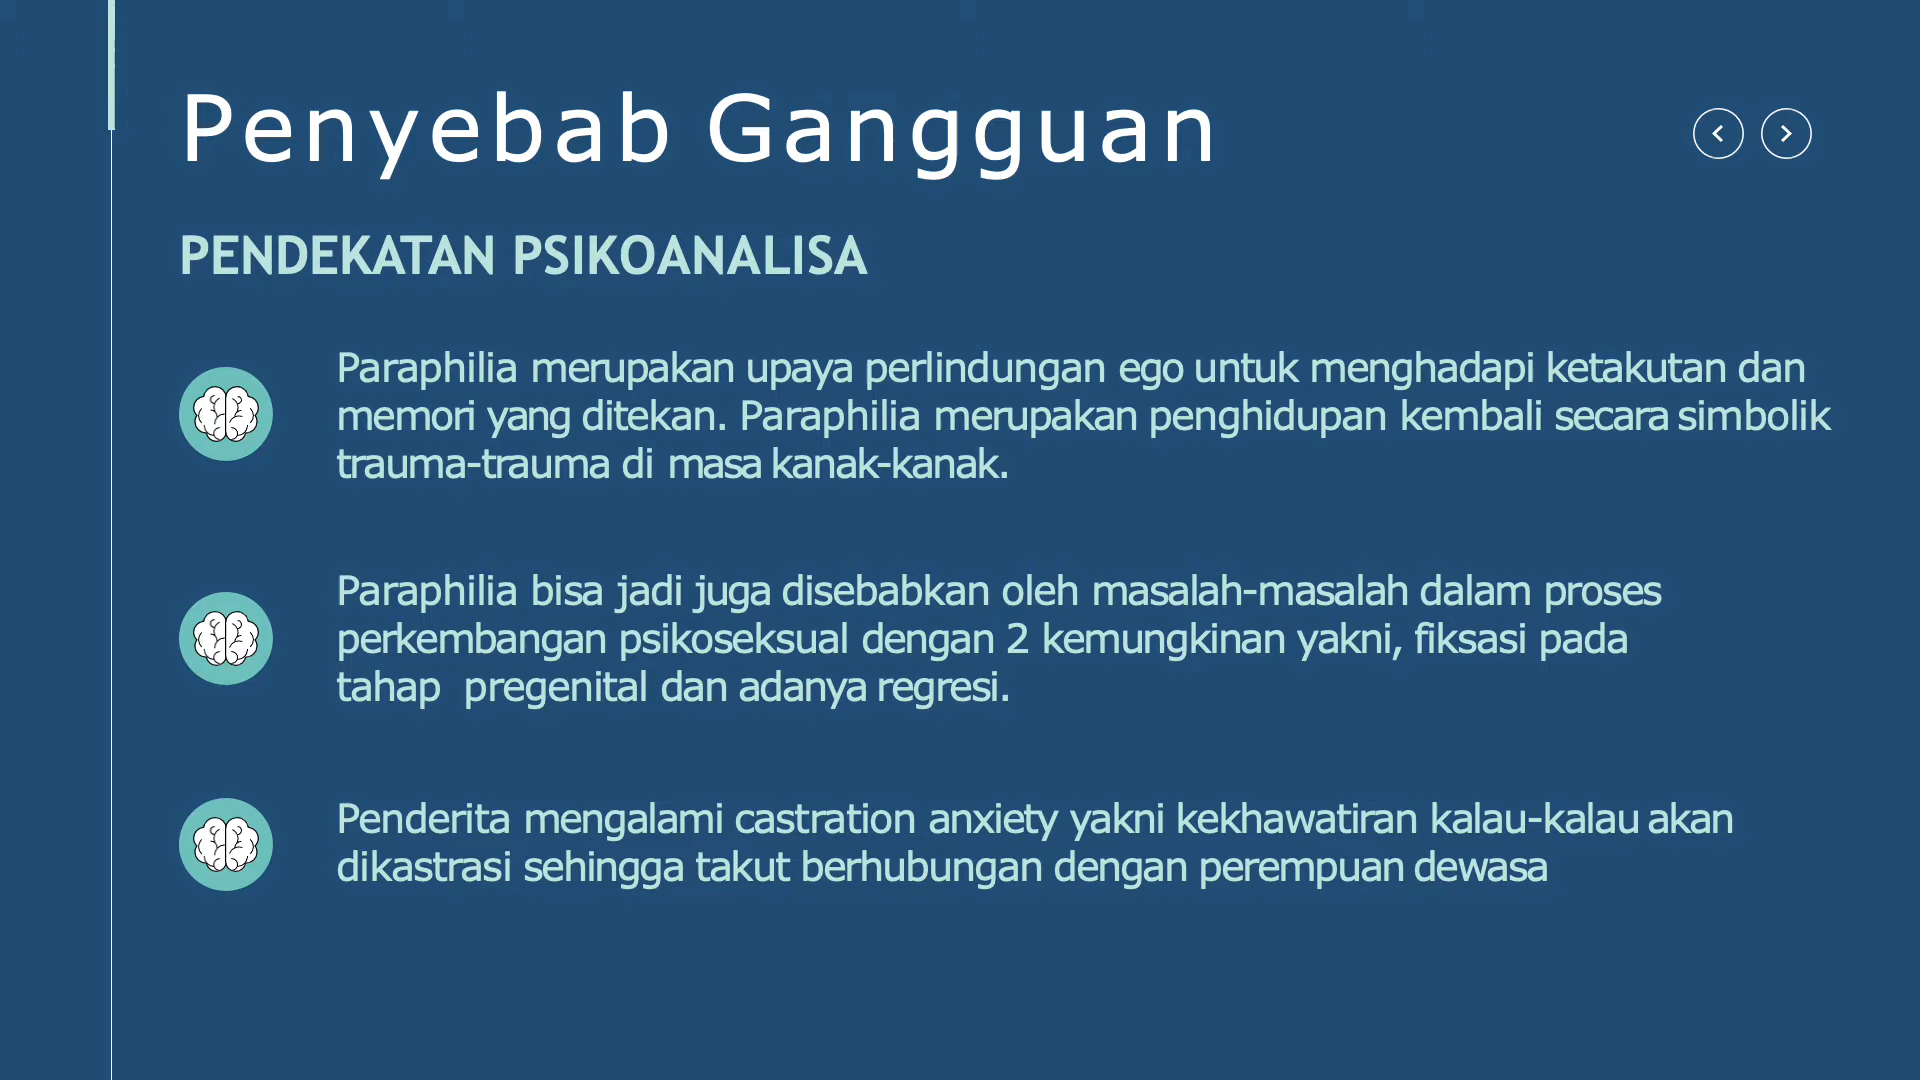 Penyebab Gangguan
PENDEKATAN PSIKOANALISA
Paraphilia merupakan upaya perlindungan ego untuk menghadapi ketakutan dan
memori yang ditekan. Paraphilia merupakan penghidupan kembali secara simbolik
trauma-trauma di masa kanak-kanak.
Paraphilia bisa jadi juga disebabkan oleh masalah-masalah dalam proses
perkembangan psikoseksual dengan 2 kemungkinan yakni, fiksasi pada
tahap pregenital dan adanya regresi.
Penderita mengalami castration anxiety yakni kekhawatiran kalau-kalau akan
dikastrasi sehingga takut berhubungan dengan perempuan dewasa